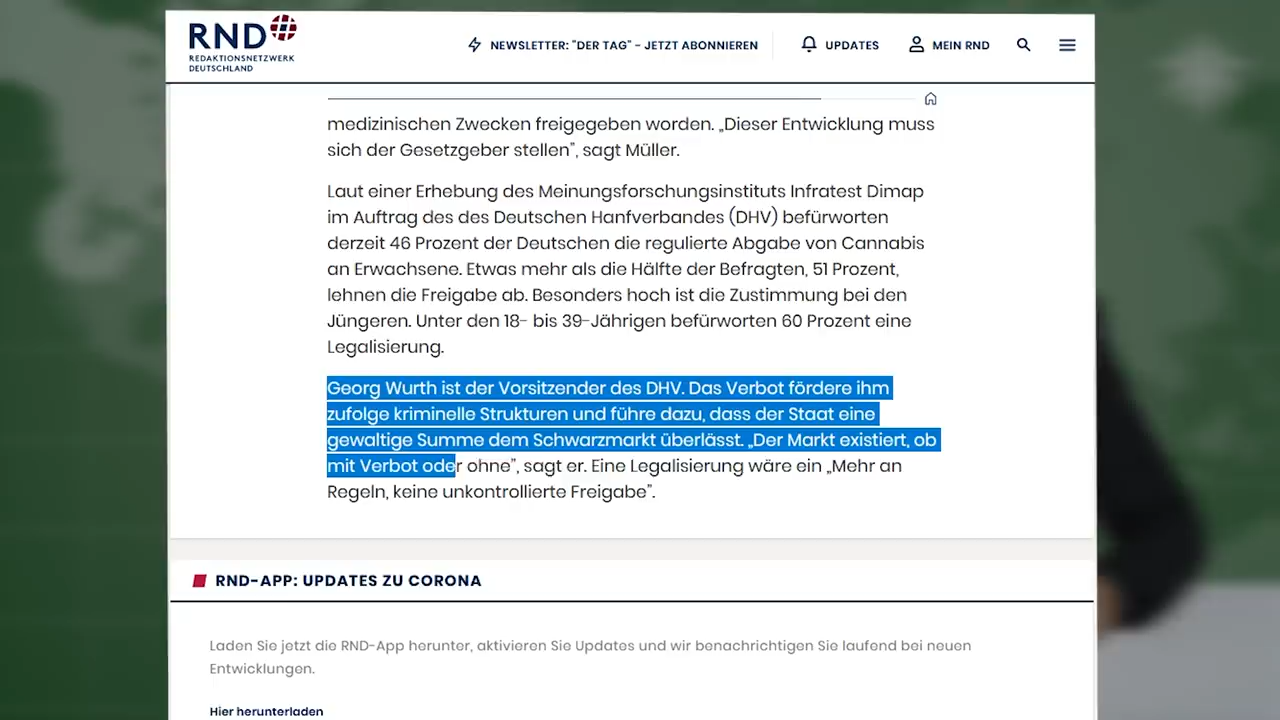 RND
REDAKTIONSNETZWERK
DEUTSCHLAND
NEWSLETTER: "DER TAG" - JETZT ABONNIEREN
UPDATES
MEIN RND
medizinischen Zwecken freigegeben worden. „Dieser Entwicklung muss
sich der Gesetzgeber stellen”, sagt Müller.
Laut einer Erhebung des Meinungsforschungsinstituts Infratest Dimap
im Auftrag des des Deutschen Hanfverbandes (DHV) befürworten
derzeit 46 Prozent der Deutschen die regulierte Abgabe von Cannabis
an Erwachsene. Etwas mehr als die Hälfte der Befragten, 51 Prozent,
lehnen die Freigabe ab. Besonders hoch ist die Zustimmung bei den
Jüngeren. Unter den 18- bis 39-Jährigen befürworten 60 Prozent eine
Legalisierung.
Georg Wurth ist der Vorsitzender des DHV. Das Verbot fördere ihm
zufolge kriminelle Strukturen und führe dazu, dass der Staat eine
gewaltige Summe dem Schwarzmarkt überlässt. „Der Markt existiert, ob
mit Verbot oder ohne”, sagt er. Eine Legalisierung wäre ein „Mehr an
Regeln, keine unkontrollierte Freigabe”.
RND-APP: UPDATES ZU CORONA
Laden Sie jetzt die RND-App herunter, aktivieren Sie Updates und wir benachrichtigen Sie laufend bei neuen
Entwicklungen.
Hier herunterladen